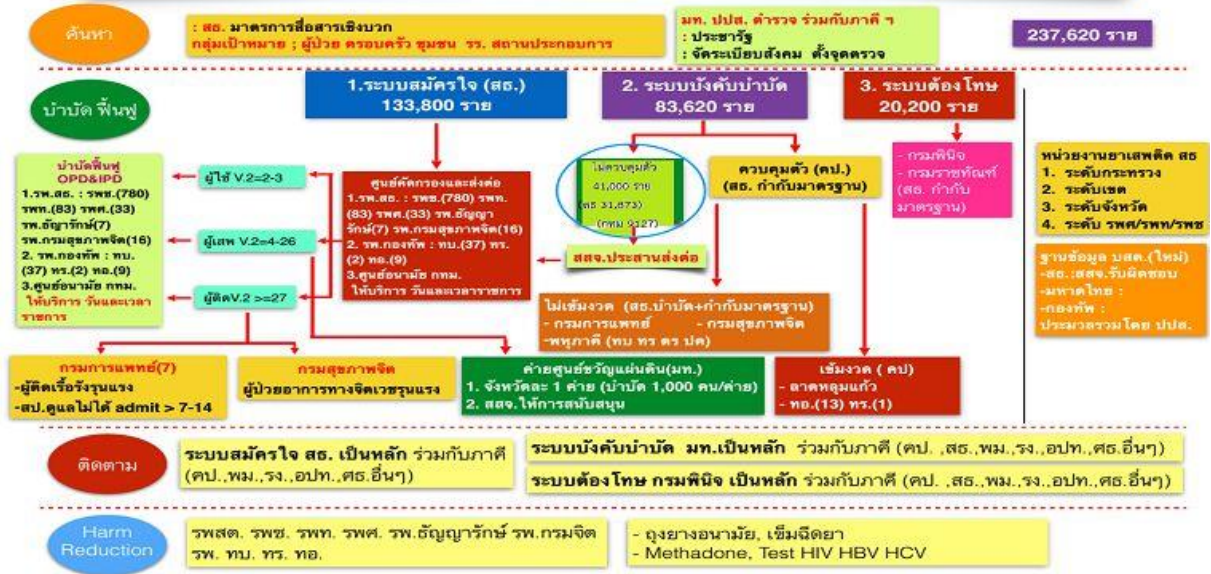 ค้นหา
: สธ. มาตรการสื่อสารเชิงบวก
กลุ่มเป้าหมาย ; ผู้ป่วย ครอบครัว ชุมชน รร. สถานประกอบการ
มท. ปปส. ตำรวจ ร่วมกับภาคี ฯ
: ประชารัฐ
: จัดระเบียบสังคม ตั้งจุดตรวจ
237,620 ราย
บำบัด ฟื้นฟู
1.ระบบสมัครใจ (สธ.)
133,800 ราย
2. ระบบบังคับบำบัด
83,620 ราย
3. ระบบต้องโทษ
20,200 ราย
บำบัดฟื้นฟู
OPD&IPD
1.รพ.สธ. : รพช.(780)
รพท.(83) รพศ.(33)
รพ.ธัญารักษ์(7)
รพ.กรมสุขภาพจิต(16)
2. รพ.กองทัพ : ทบ.
(37) ทร.(2) ทอ.(9)
3.ศูนย์อนามัย กทม.
ให้บริการ วันและเวลา
ราชการ
ผู้ใช้ V.2=2-3
ผู้เสพ V.2=4-26
ผู้ติดV.2 >=27
ศูนย์คัดกรองและส่งต่อ
1.รพ.สธ. : รพช.(780) รพท.
(83) รพศ.(33) รพ.ธัญญา
รักษ์(7) รพ.กรมสุขภาพจิต(16)
2. รพ.กองทัพ : ทบ.(37) ทร.
(2) ทอ.(9)
3.ศูนย์อนามัย กทม.
ให้บริการ วันและเวลาราชการ
ไม่ควบคุมตัว
41,000 ราย
(สธ 31,873)
(กทม 9127)
ควบคุมตัว (คป.)
(สธ. กำกับมาตรฐาน)
- กรมพินิจ
- กรมราชทัณฑ์
(สธ. กำกับ
มาตรฐาน)
สสจ.ประสานส่งต่อ
ไม่เข้มงวด (สธ.บำบัด+กำกับมาตรฐาน)
- กรมการแพทย์ - กรมสุขภาพจิต
-พหุภาคี (ทบ ทร ตร ปค)
หน่วยงานยาเสพติด สธ
1. ระดับกระทรวง
2. ระดับเขต
3. ระดับจังหวัด
4. ระดับ รพศ/รพท/รพช
ฐานข้อมูล บสต.(ใหม่)
-สธ.:สสจ.รับผิดชอบ
-มหาดไทย :
-กองทัพ :
ประมวลรวมโดย ปปส.
กรมการแพทย์(7)
-ผู้ติดเรื้อรังรุนแรง
-สป.ดูแลไม่ได้ admit > 7-14
กรมสุขภาพจิต
ผู้ป่วยอาการทางจิตเวชรุนแรง
ค่ายศูนย์ขวัญแผ่นดิน(มท.)
1. จังหวัดละ 1 ค่าย (บำบัด 1,000 คน/ค่าย)
2. สสจ.ให้การสนับสนุน
เข้มงวด ( คป)
- ลาดหลุมแก้ว
- ทอ.(13) ทร.(1)
ติดตาม
ระบบสมัครใจ สธ. เป็นหลัก ร่วมกับภาคี
(คป.,พม.,รง.,อปท.,ศธ.อื่นๆ)
ระบบบังคับบำบัด มท.เป็นหลัก ร่วมกับภาคี (คป. ,สธ.,พม.,รง.,อปท.,ศธ.อื่นๆ)
ระบบต้องโทษ กรมพินิจ เป็นหลัก ร่วมกับภาคี (คป. ,สธ.,พม.,รง.,อปท.,ศธ.อื่นๆ)
Harm
Reduction
รพสต. รพช. รพท. รพศ. รพ.ธัญญารักษ์ รพ.กรมจิต
รพ. ทบ. ทร. ทอ.
- ถุงยางอนามัย, เข็มฉีดยา
- Methadone, Test HIV HBV HCV